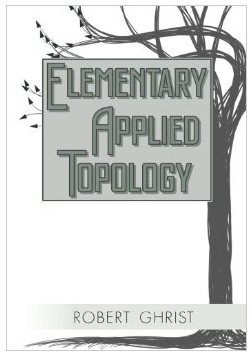 ELEMENTARY
APPLIED
TOPOLOGY
ROBERT GHRIST